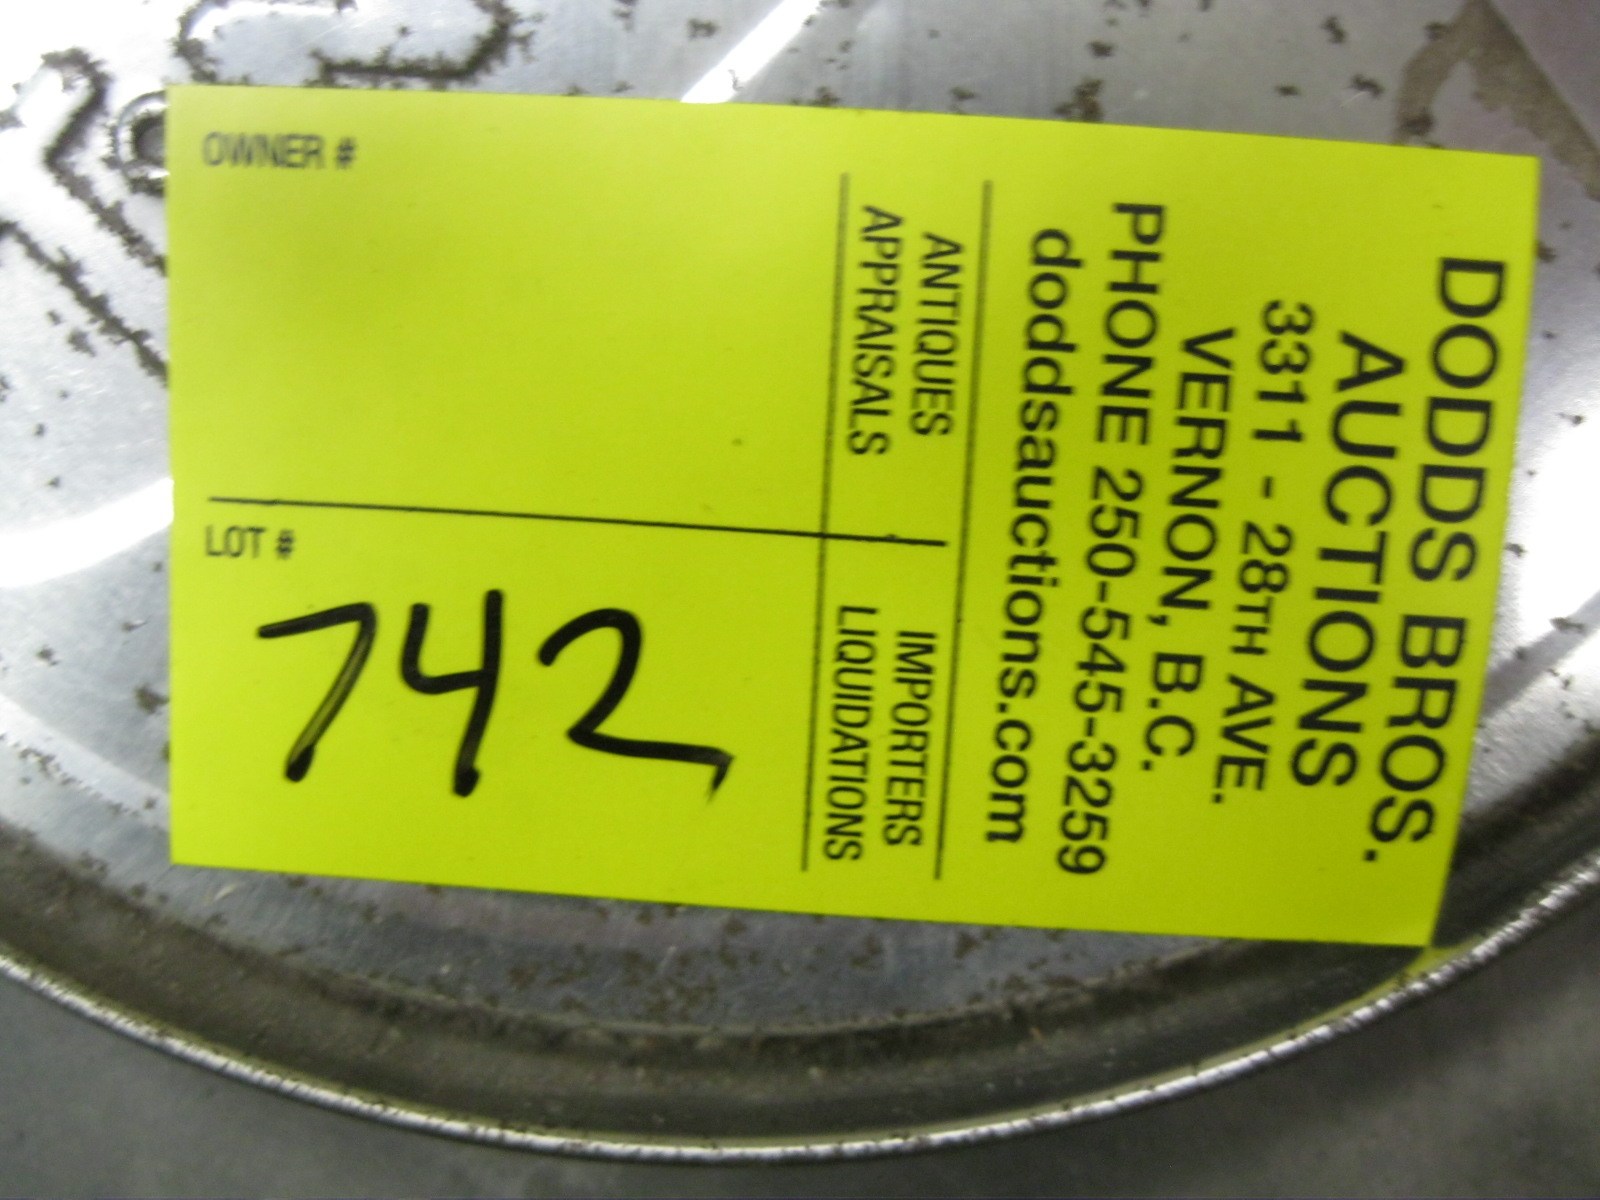 DODDS BROS.
AUCTIONS
3311 - 28TH AVE.
VERNON, B.C.
PHONE 250-545-3259
doddsauctions.com
ANTIQUES
APPRAISALS
IMPORTERS
LIQUIDATIONS
OWNER #
LOT #
742